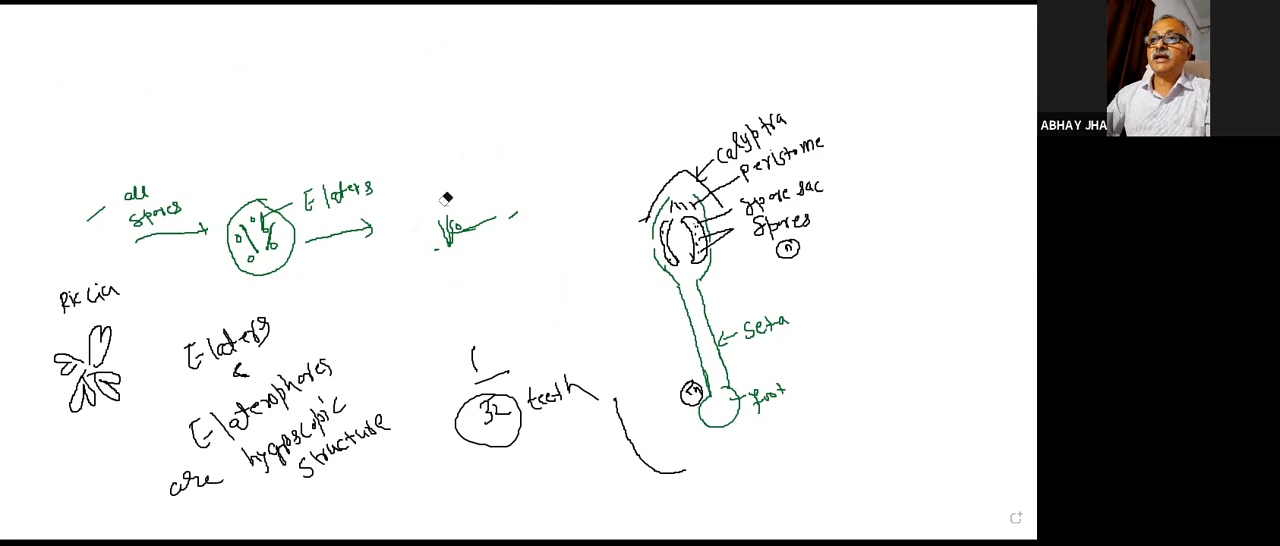 all
spores
Elaters
Riccia
Elaters
&
Elaterophores
are hygroscopic
structure
32 teeth
calyptra
peristome
spore sac
spores
n
seta
2n
foot
ABHAY JHA